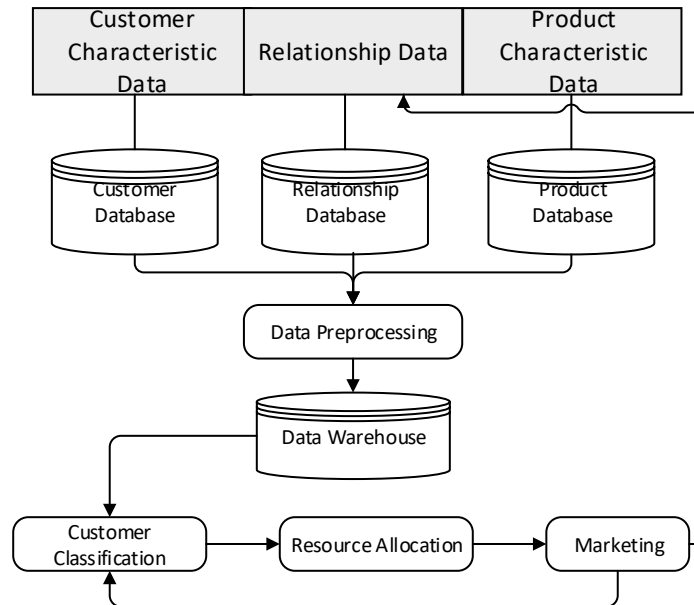 Customer
Characteristic
Data
Relationship Data
Product
Characteristic
Data
Customer
Database
Relationship
Database
Product
Database
Data Preprocessing
Data Warehouse
Customer
Classification
Resource Allocation
Marketing